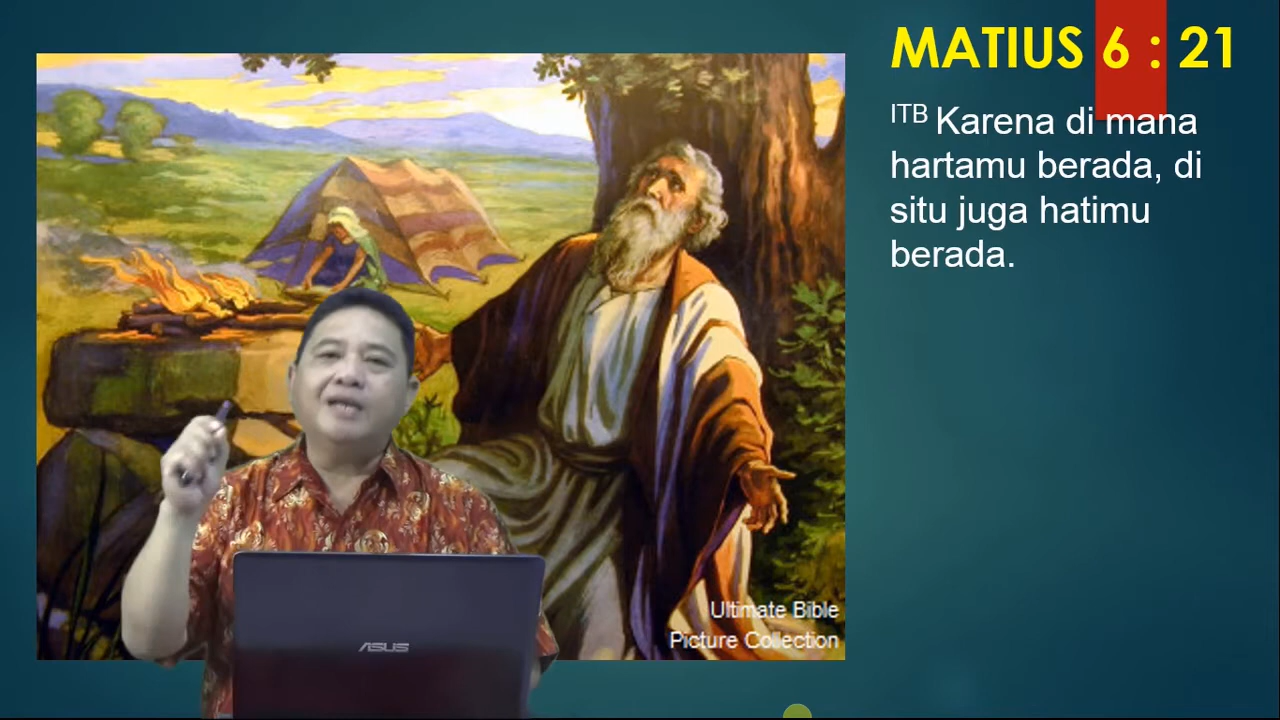 MATIUS 6 : 21
ITB Karena di mana
hartamu berada, di
situ juga hatimu
berada.
Ultimate Bible
Picture Collection
ASUS